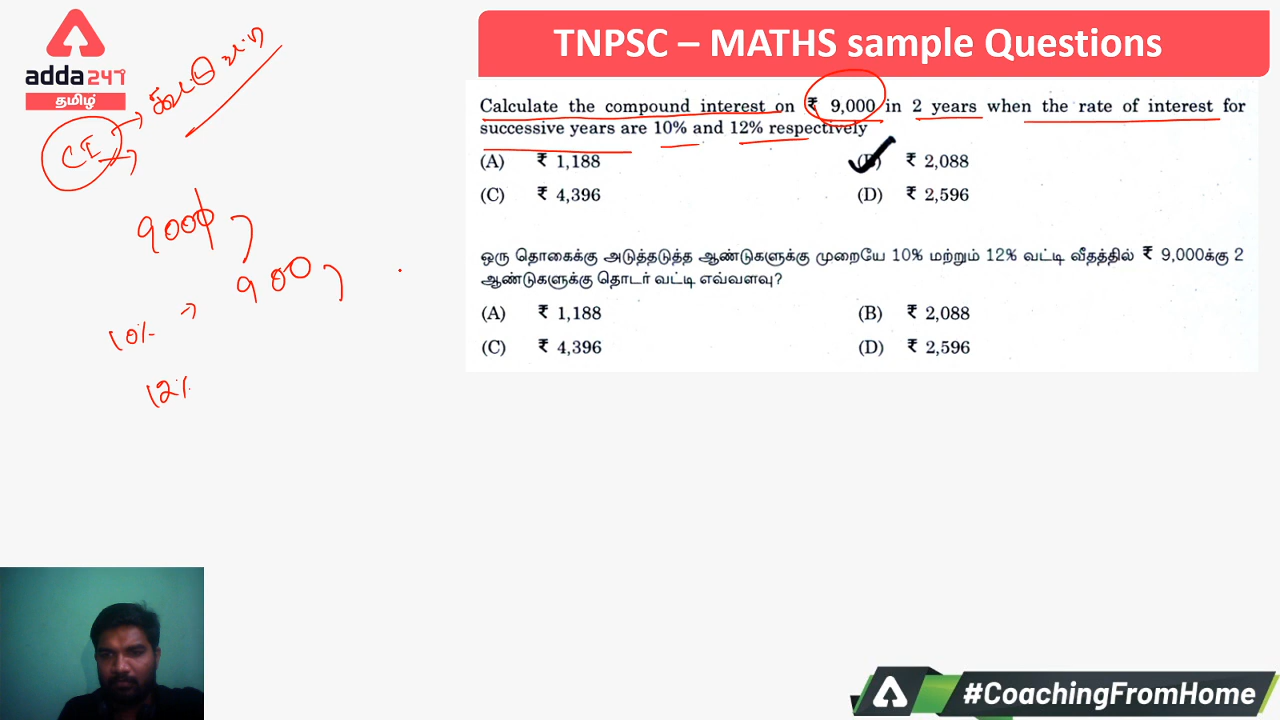 TNPSC – MATHS sample Questions
adda247
தமிழ்
CI
Calculate the compound interest on ₹ 9,000 in 2 years when the rate of interest for
successive years are 10% and 12% respectively
(A) ₹ 1,188 (B) ₹ 2,088
(C) ₹ 4,396 (D) ₹ 2,596
9000
900
10%
12%
ஒரு தொகைக்கு அடுத்தடுத்த ஆண்டுகளுக்கு முறையே 10% மற்றும் 12% வட்டி வீதத்தில் ₹ 9,000க்கு 2
ஆண்டுகளுக்கு தொடர் வட்டி எவ்வளவு?
(A) ₹ 1,188 (B) ₹ 2,088
(C) ₹ 4,396 (D) ₹ 2,596
#CoachingFromHome